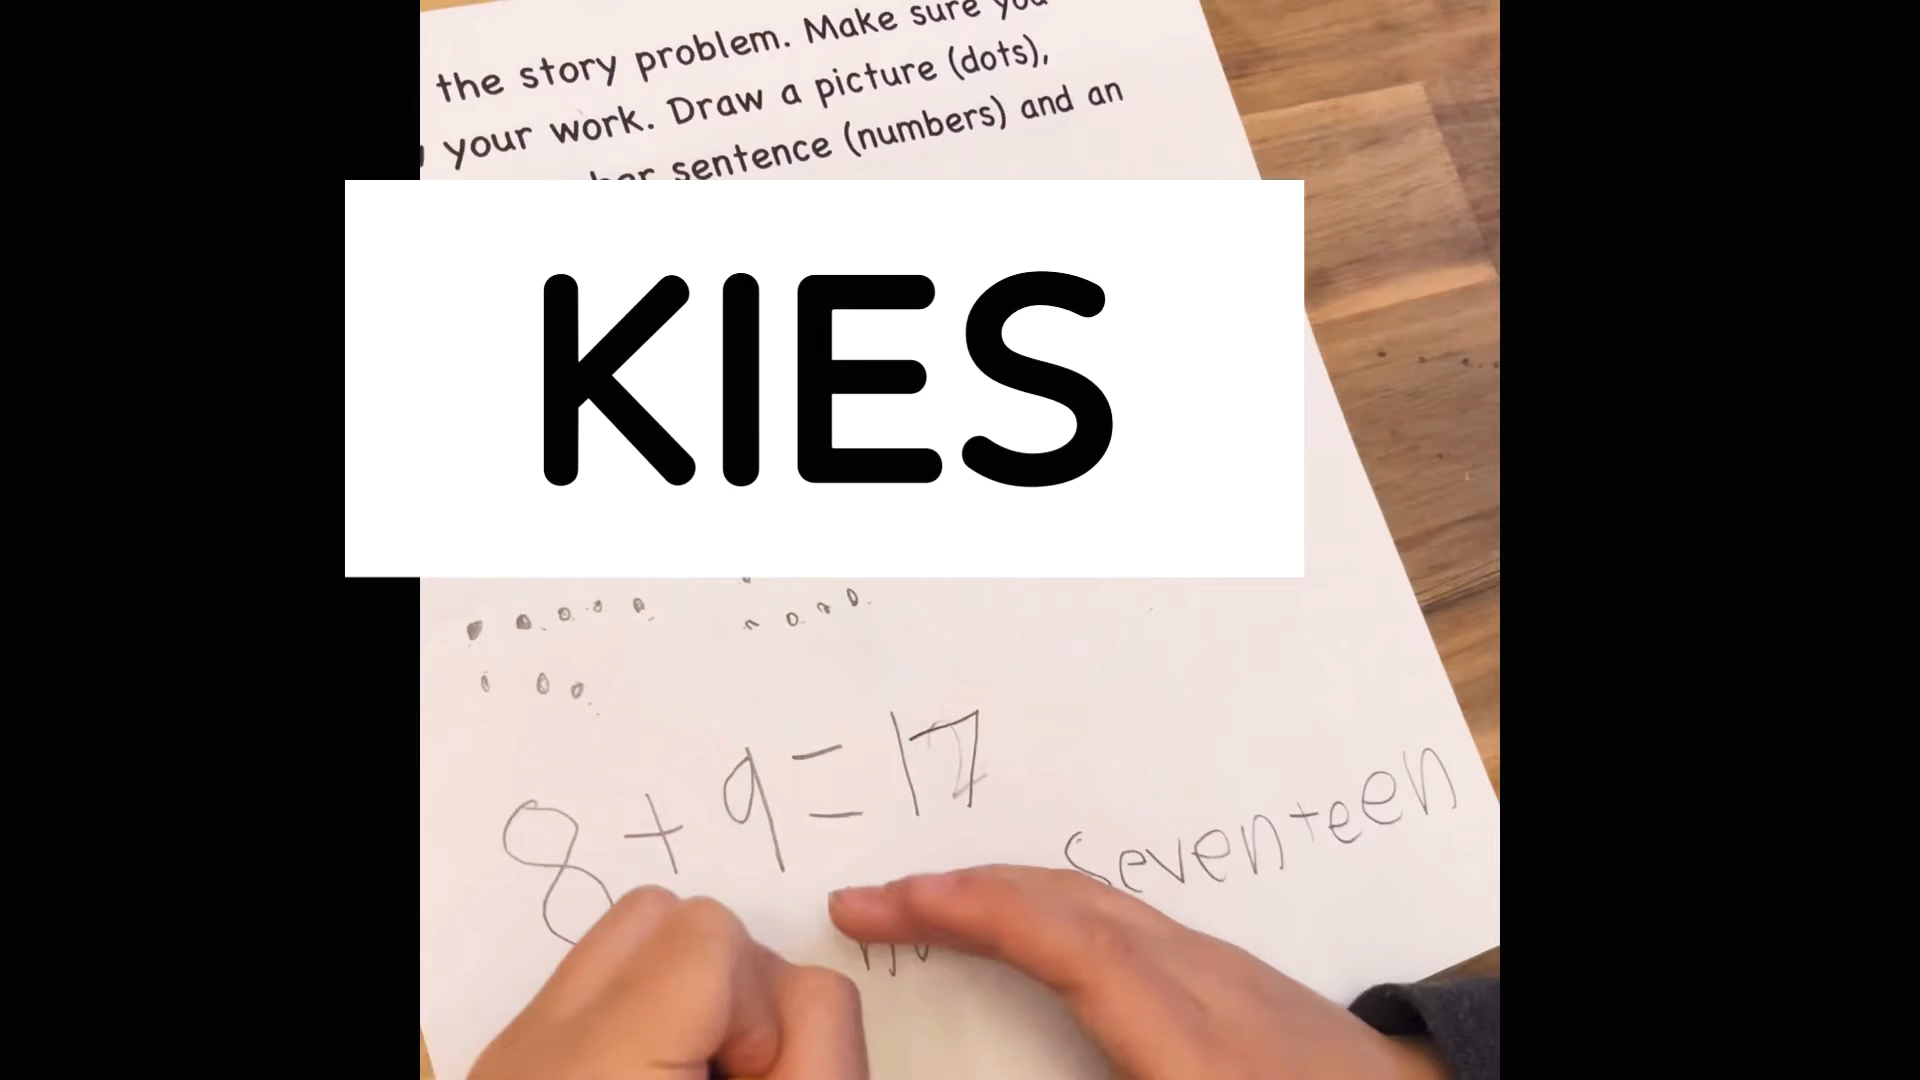 the story problem. Make sure you
your work. Draw a picture (dots),
sentence (numbers) and an
KIES
8 + 9 = 17
seventeen